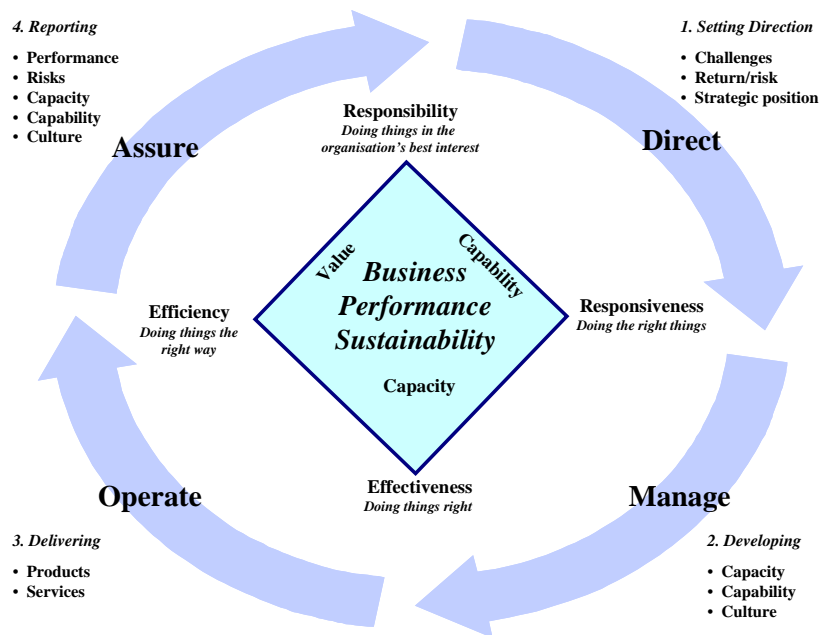 4. Reporting
• Performance
• Risks
• Capacity
• Capability
• Culture
Assure
1. Setting Direction
• Challenges
• Return/risk
• Strategic position
Direct
Responsibility
Doing things in the
organisation's best interest
Value
Capability
Business
Performance
Sustainability
Capacity
Efficiency
Doing things the
right way
Responsiveness
Doing the right things
Effectiveness
Doing things right
Operate
3. Delivering
• Products
• Services
Manage
2. Developing
• Capacity
• Capability
• Culture